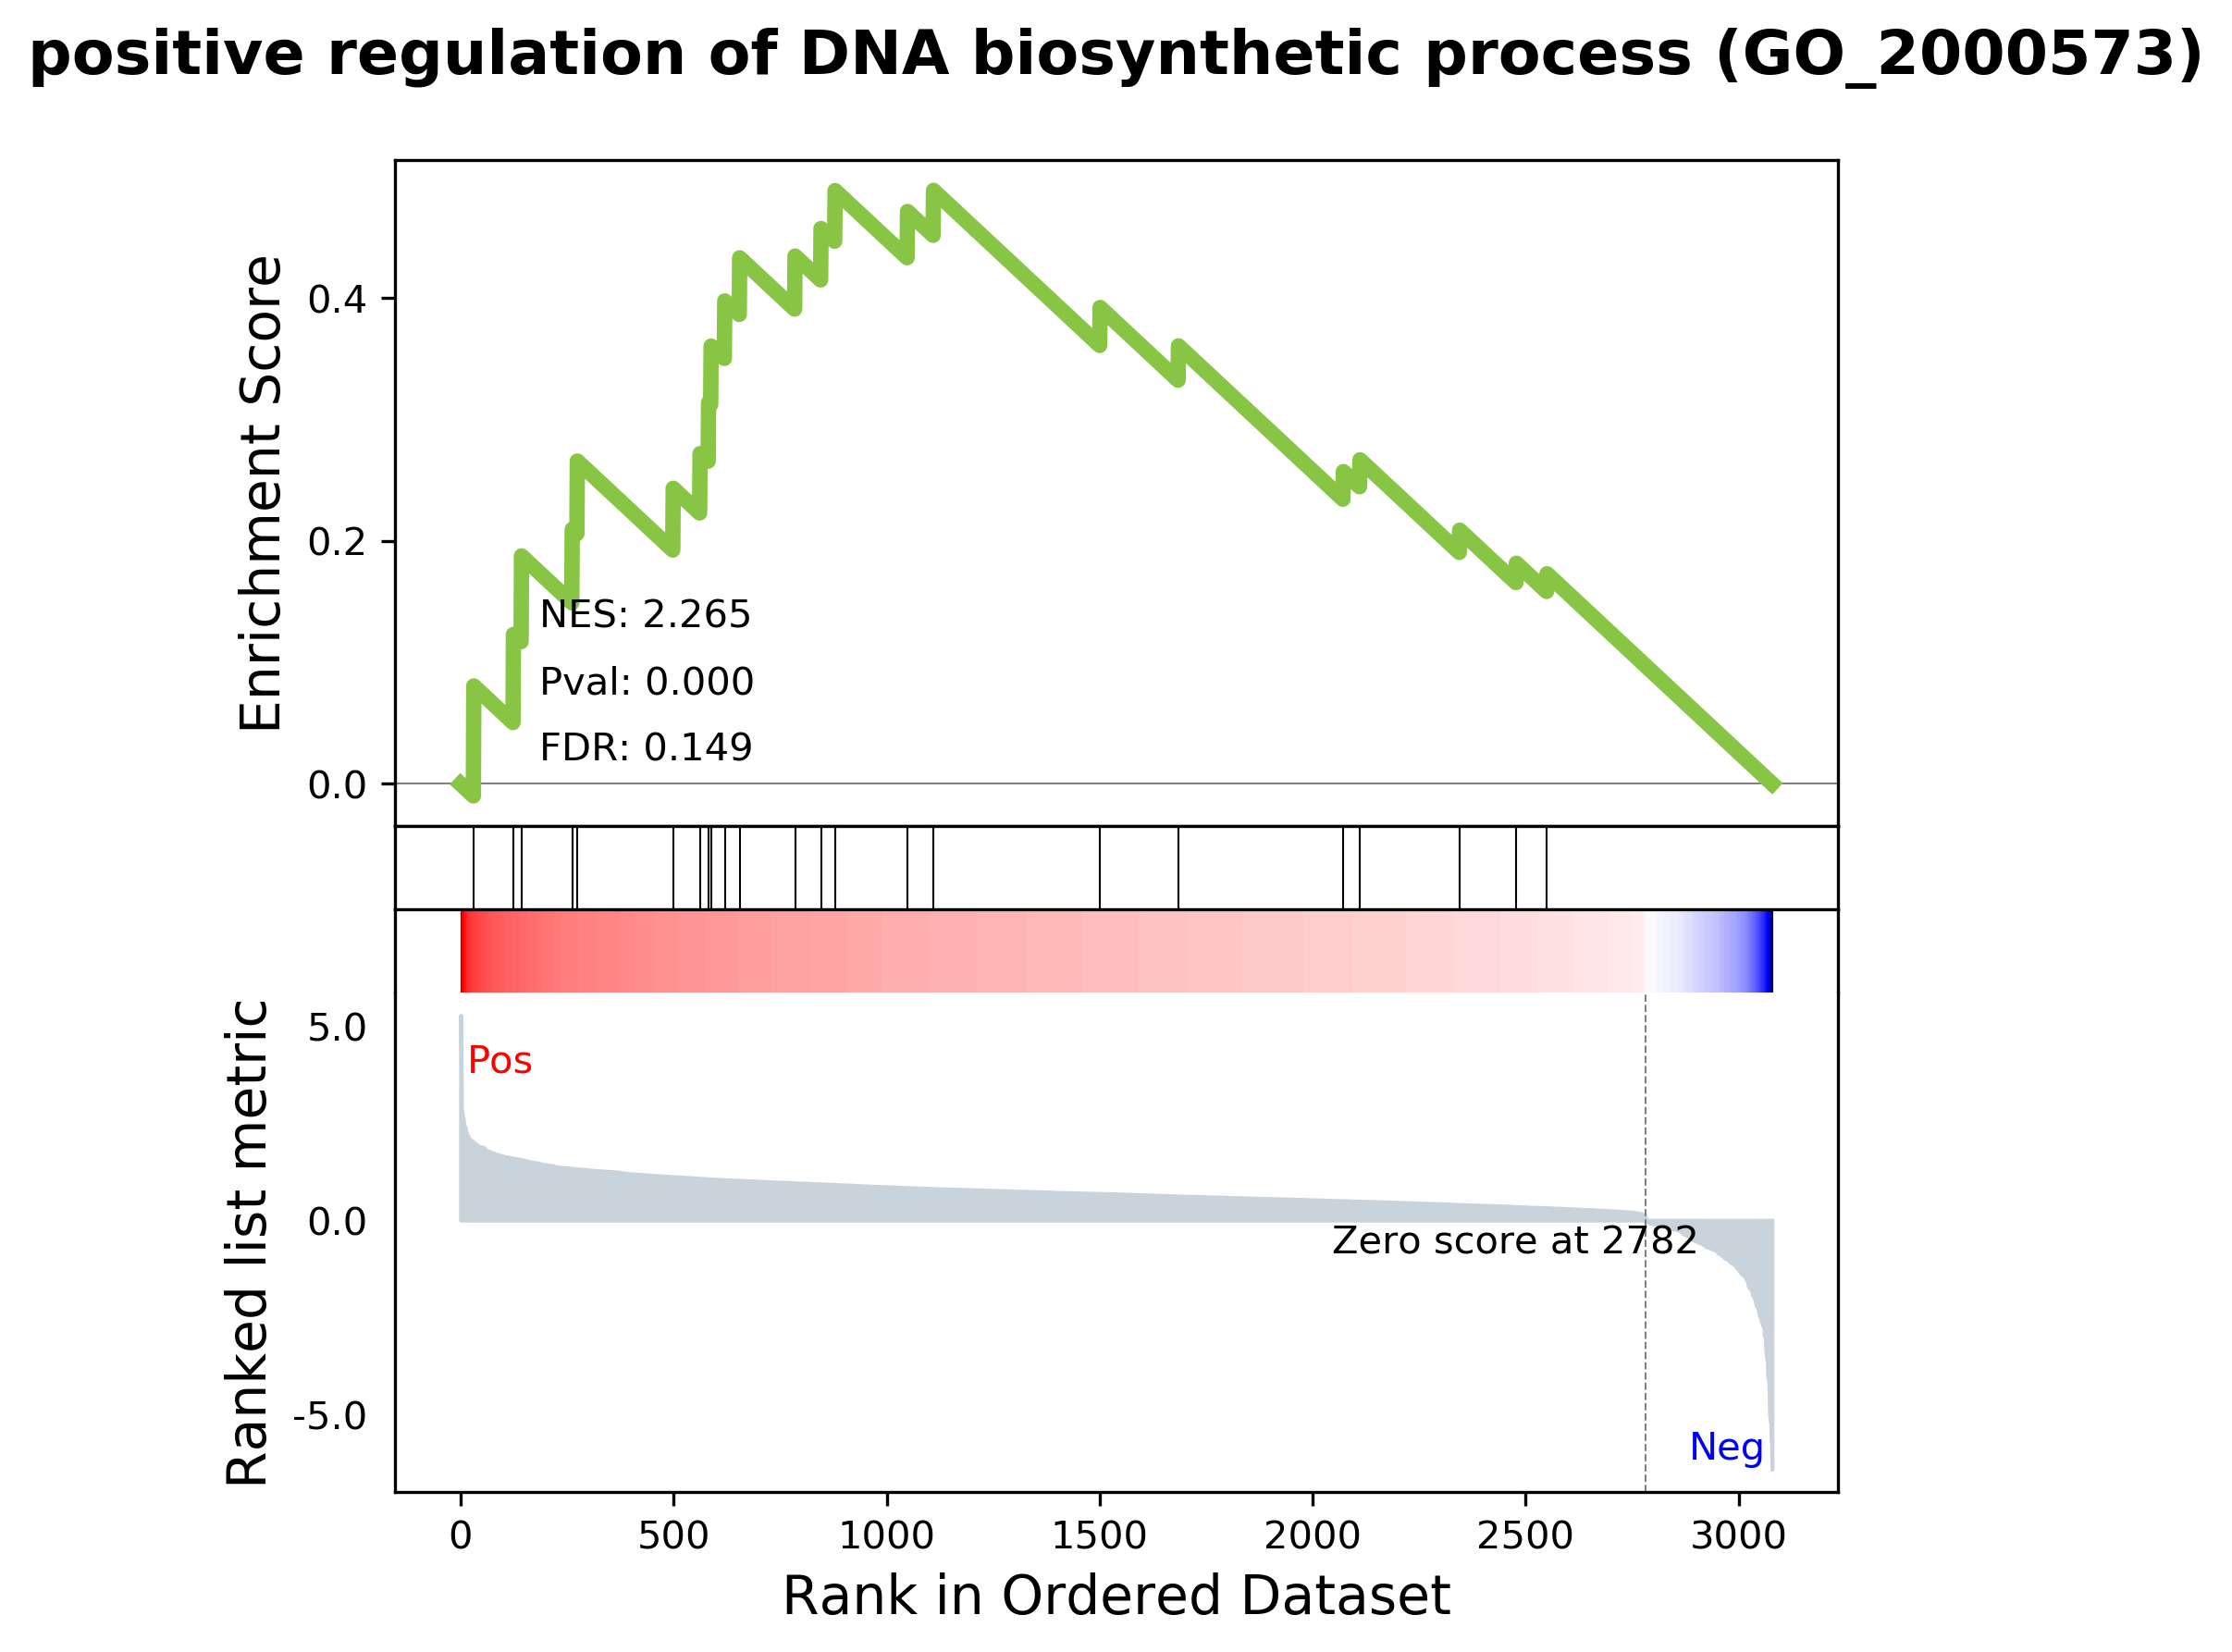 positive regulation of DNA biosynthetic process (GO_2000573)
Enrichment Score
0.4
0.2
0.0
NES: 2.265
Pval: 0.000
FDR: 0.149
Ranked list metric
5.0
0.0
-5.0
Pos
Zero score at 2782
Neg
0 500 1000 1500 2000 2500 3000
Rank in Ordered Dataset